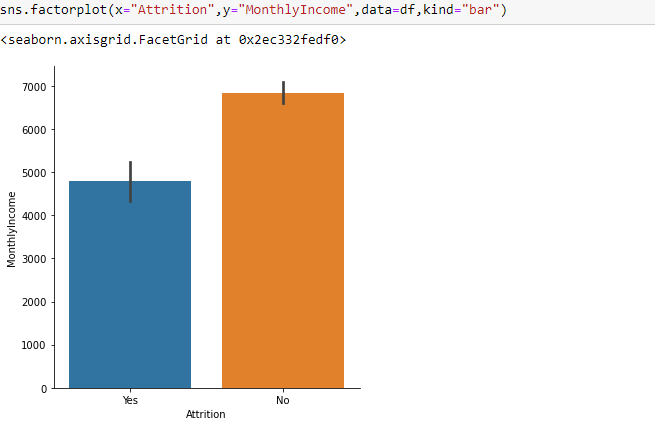 sns.factorplot(x="Attrition",y="MonthlyIncome",data=df,kind="bar")
<seaborn.axisgrid.FacetGrid at 0x2ec332fedf0>
7000
6000
5000
4000
3000
2000
1000
0
MonthlyIncome
Yes
No
Attrition